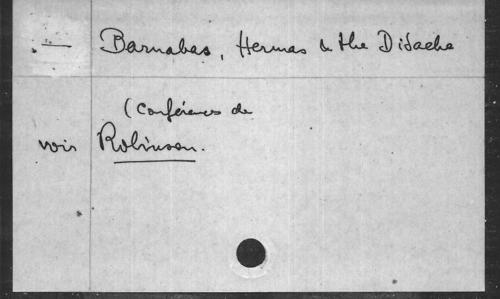 — Barnabas, Hermas & the Didache
(Conférences de
voir Robinson.